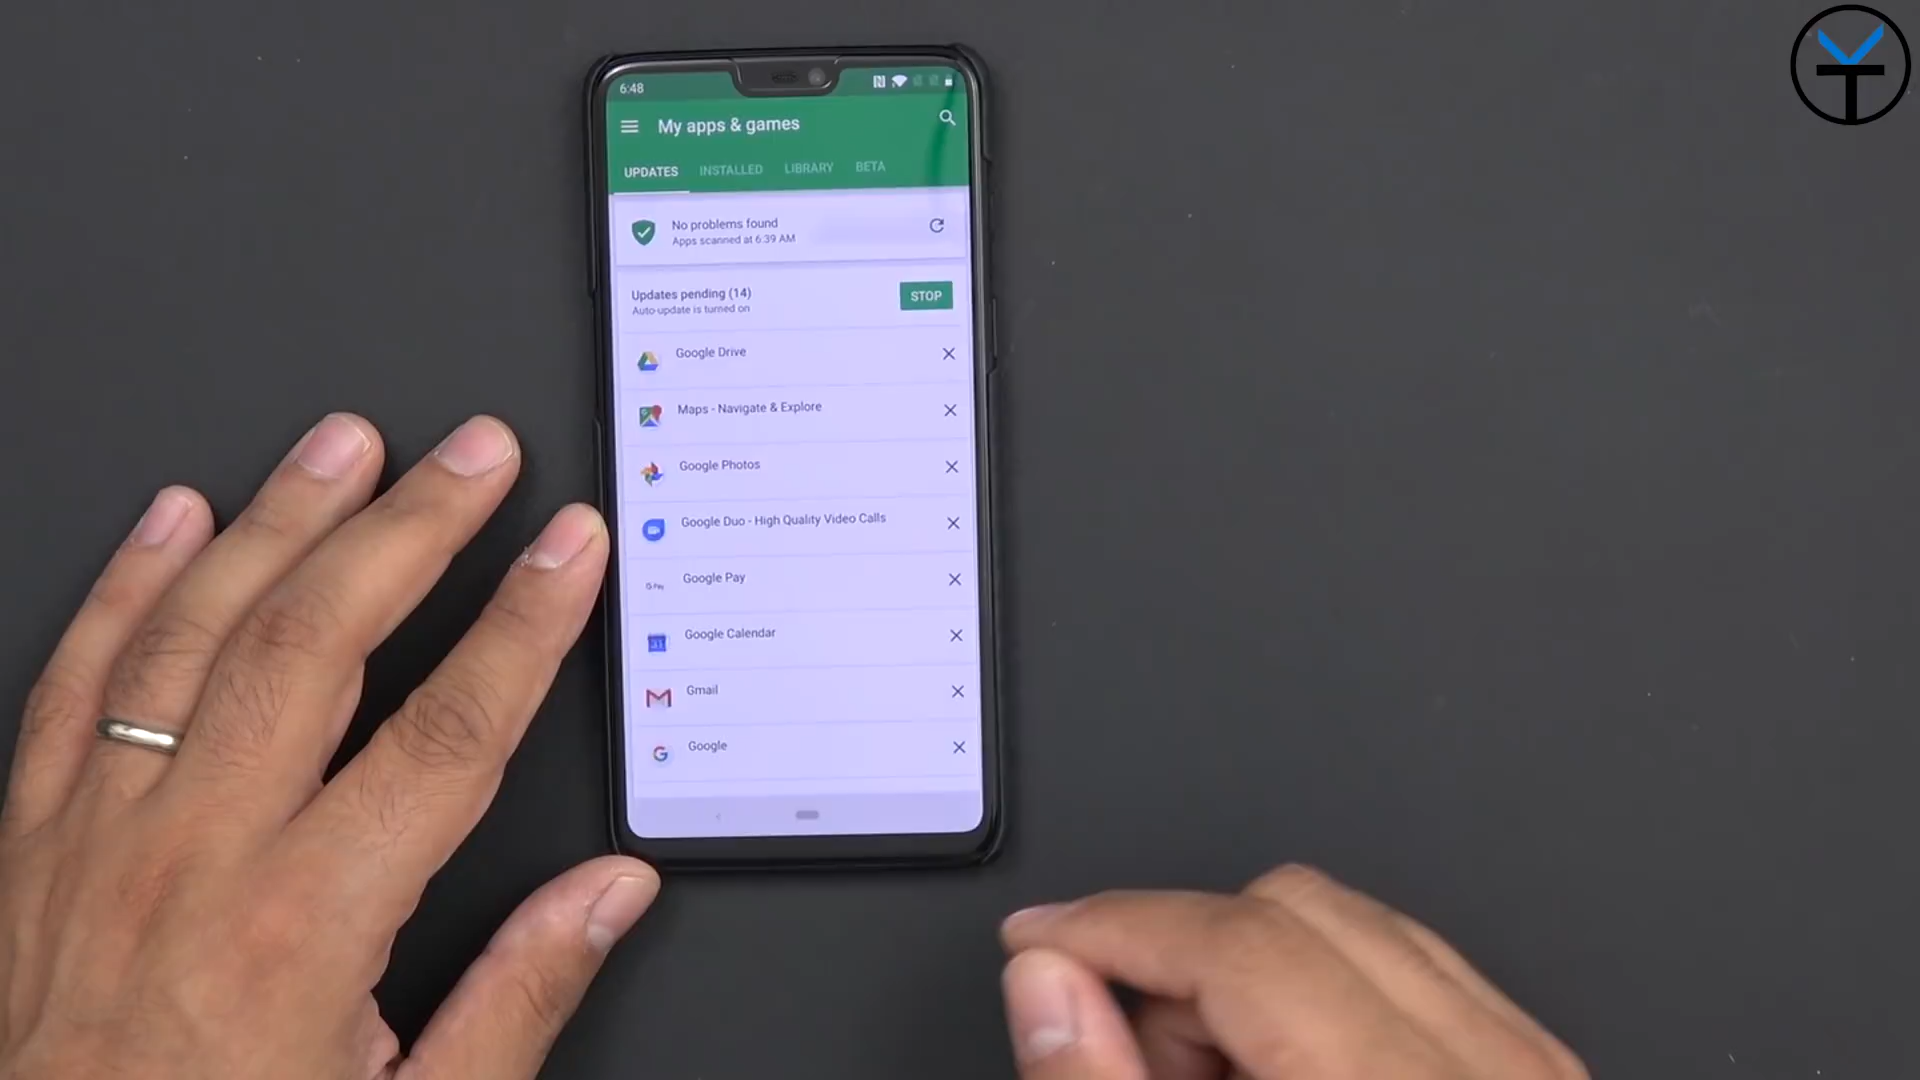 6:48
My apps & games
UPDATES INSTALLED LIBRARY BETA
No problems found
Apps scanned at 6:39 AM
Updates pending (14)
Auto-update is turned on
STOP
Google Drive
Maps - Navigate & Explore
Google Photos
Google Duo - High Quality Video Calls
G Pay
Google Pay
31
Google Calendar
Gmail
G
Google